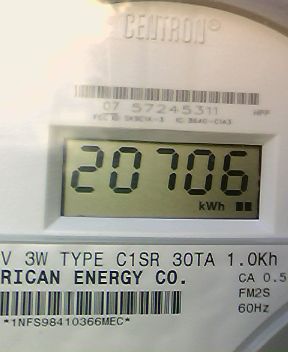 CENTRON®
07 57245311
20706
kWh
V 3W TYPE C1SR 30TA 1.0Kh
RICAN ENERGY CO.
CA 0.5
FM2S
*1NFS98410366MEC*
60Hz